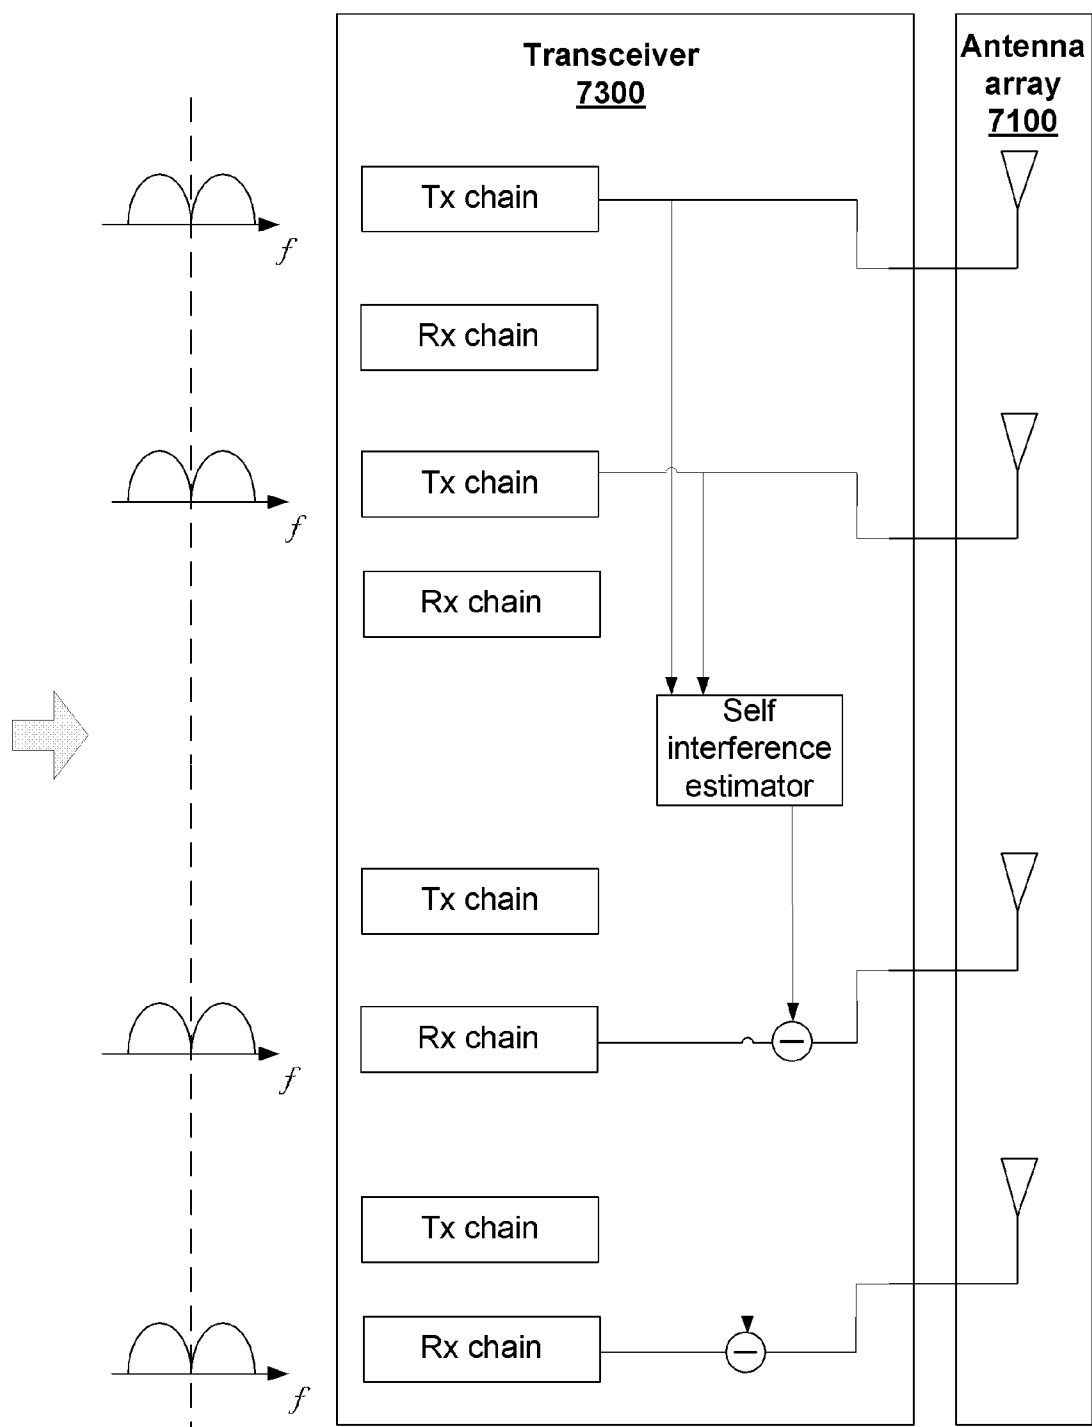 Transceiver
7300
Antenna
array
7100
Tx chain
f
Rx chain
Tx chain
f
Rx chain
Self
interference
estimator
Tx chain
Rx chain
f
Tx chain
Rx chain
f